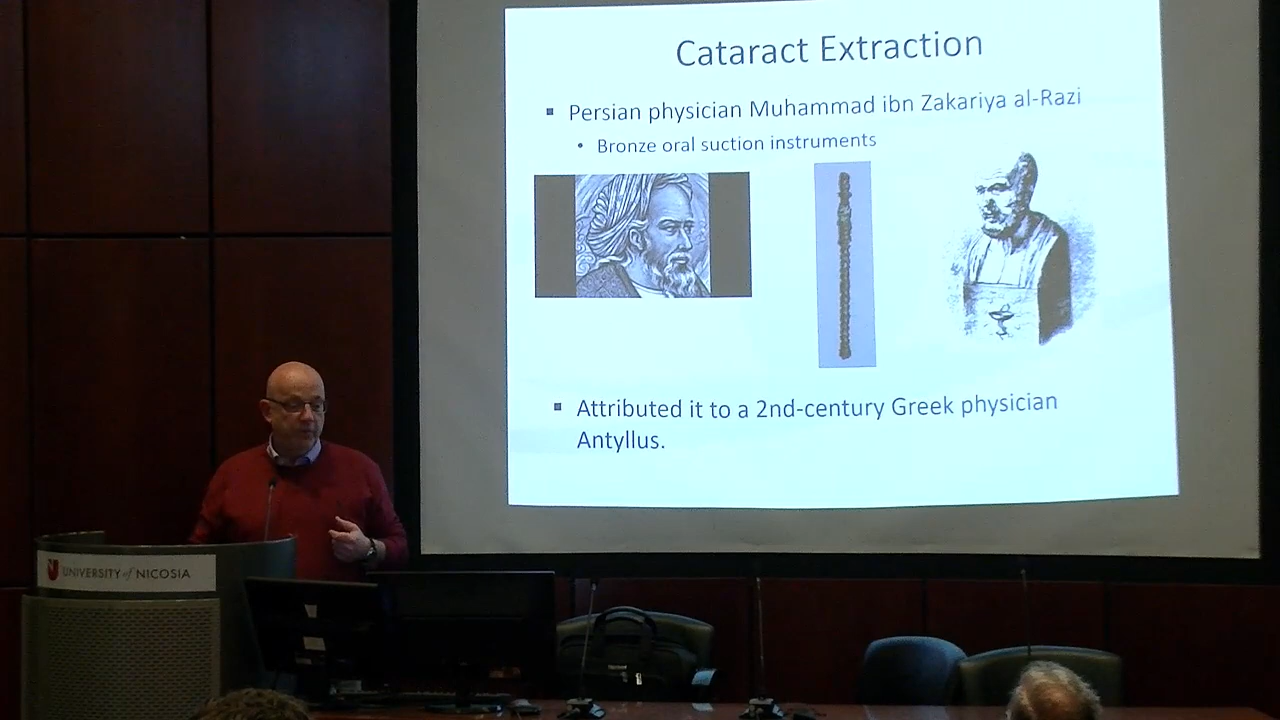 Cataract Extraction
▪ Persian physician Muhammad ibn Zakariya al-Razi
• Bronze oral suction instruments
▪ Attributed it to a 2nd-century Greek physician
Antyllus.
UNIVERSITY of NICOSIA